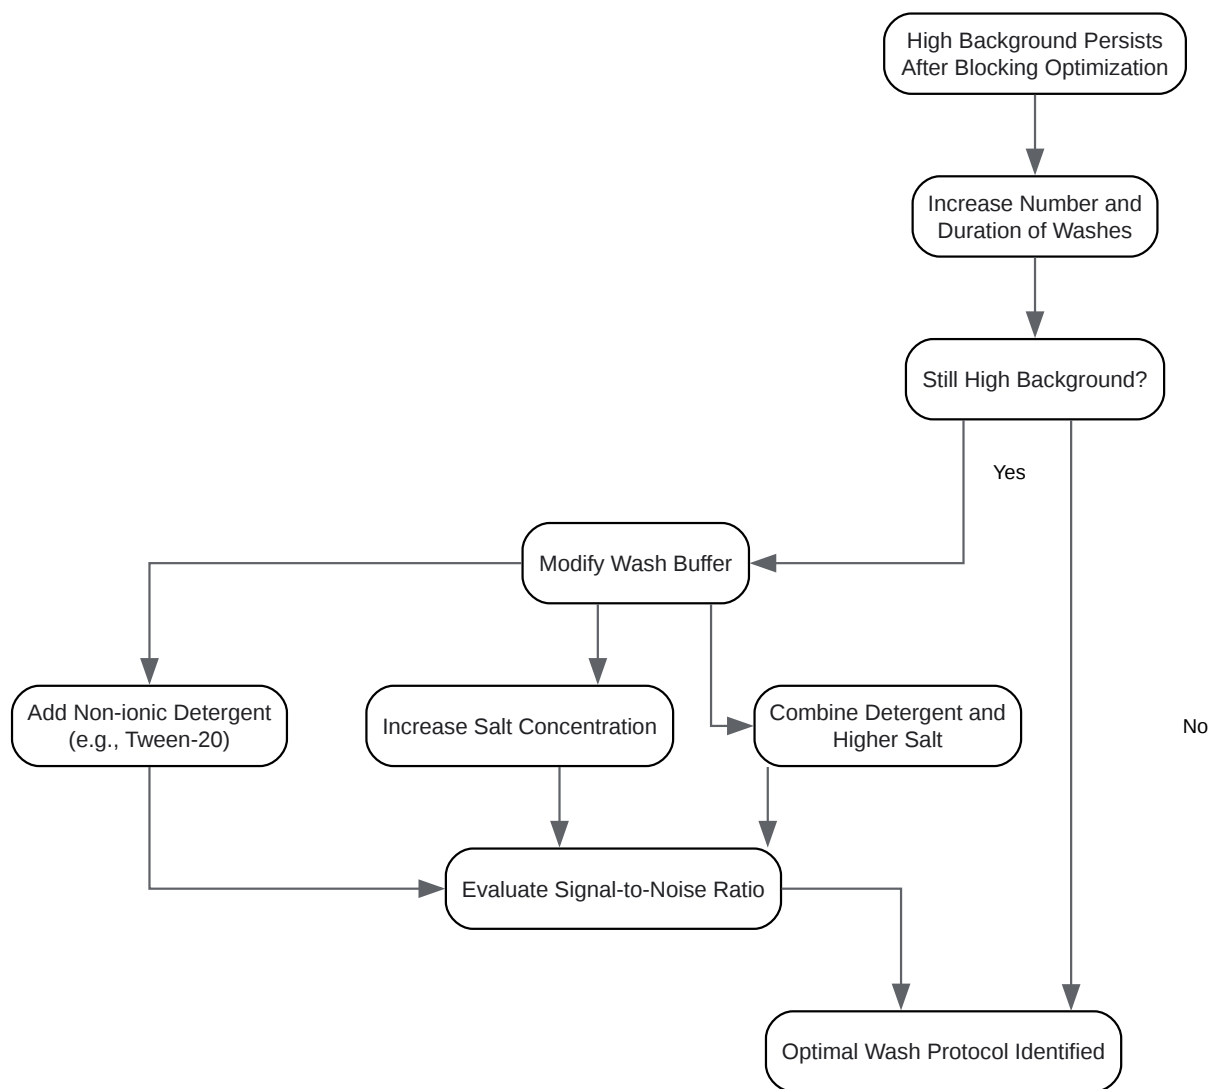 High Background Persists
After Blocking Optimization
Increase Number and
Duration of Washes
Still High Background?
Yes
Modify Wash Buffer
Add Non-ionic Detergent
(e.g., Tween-20)
Increase Salt Concentration
Combine Detergent and
Higher Salt
No
Evaluate Signal-to-Noise Ratio
Optimal Wash Protocol Identified